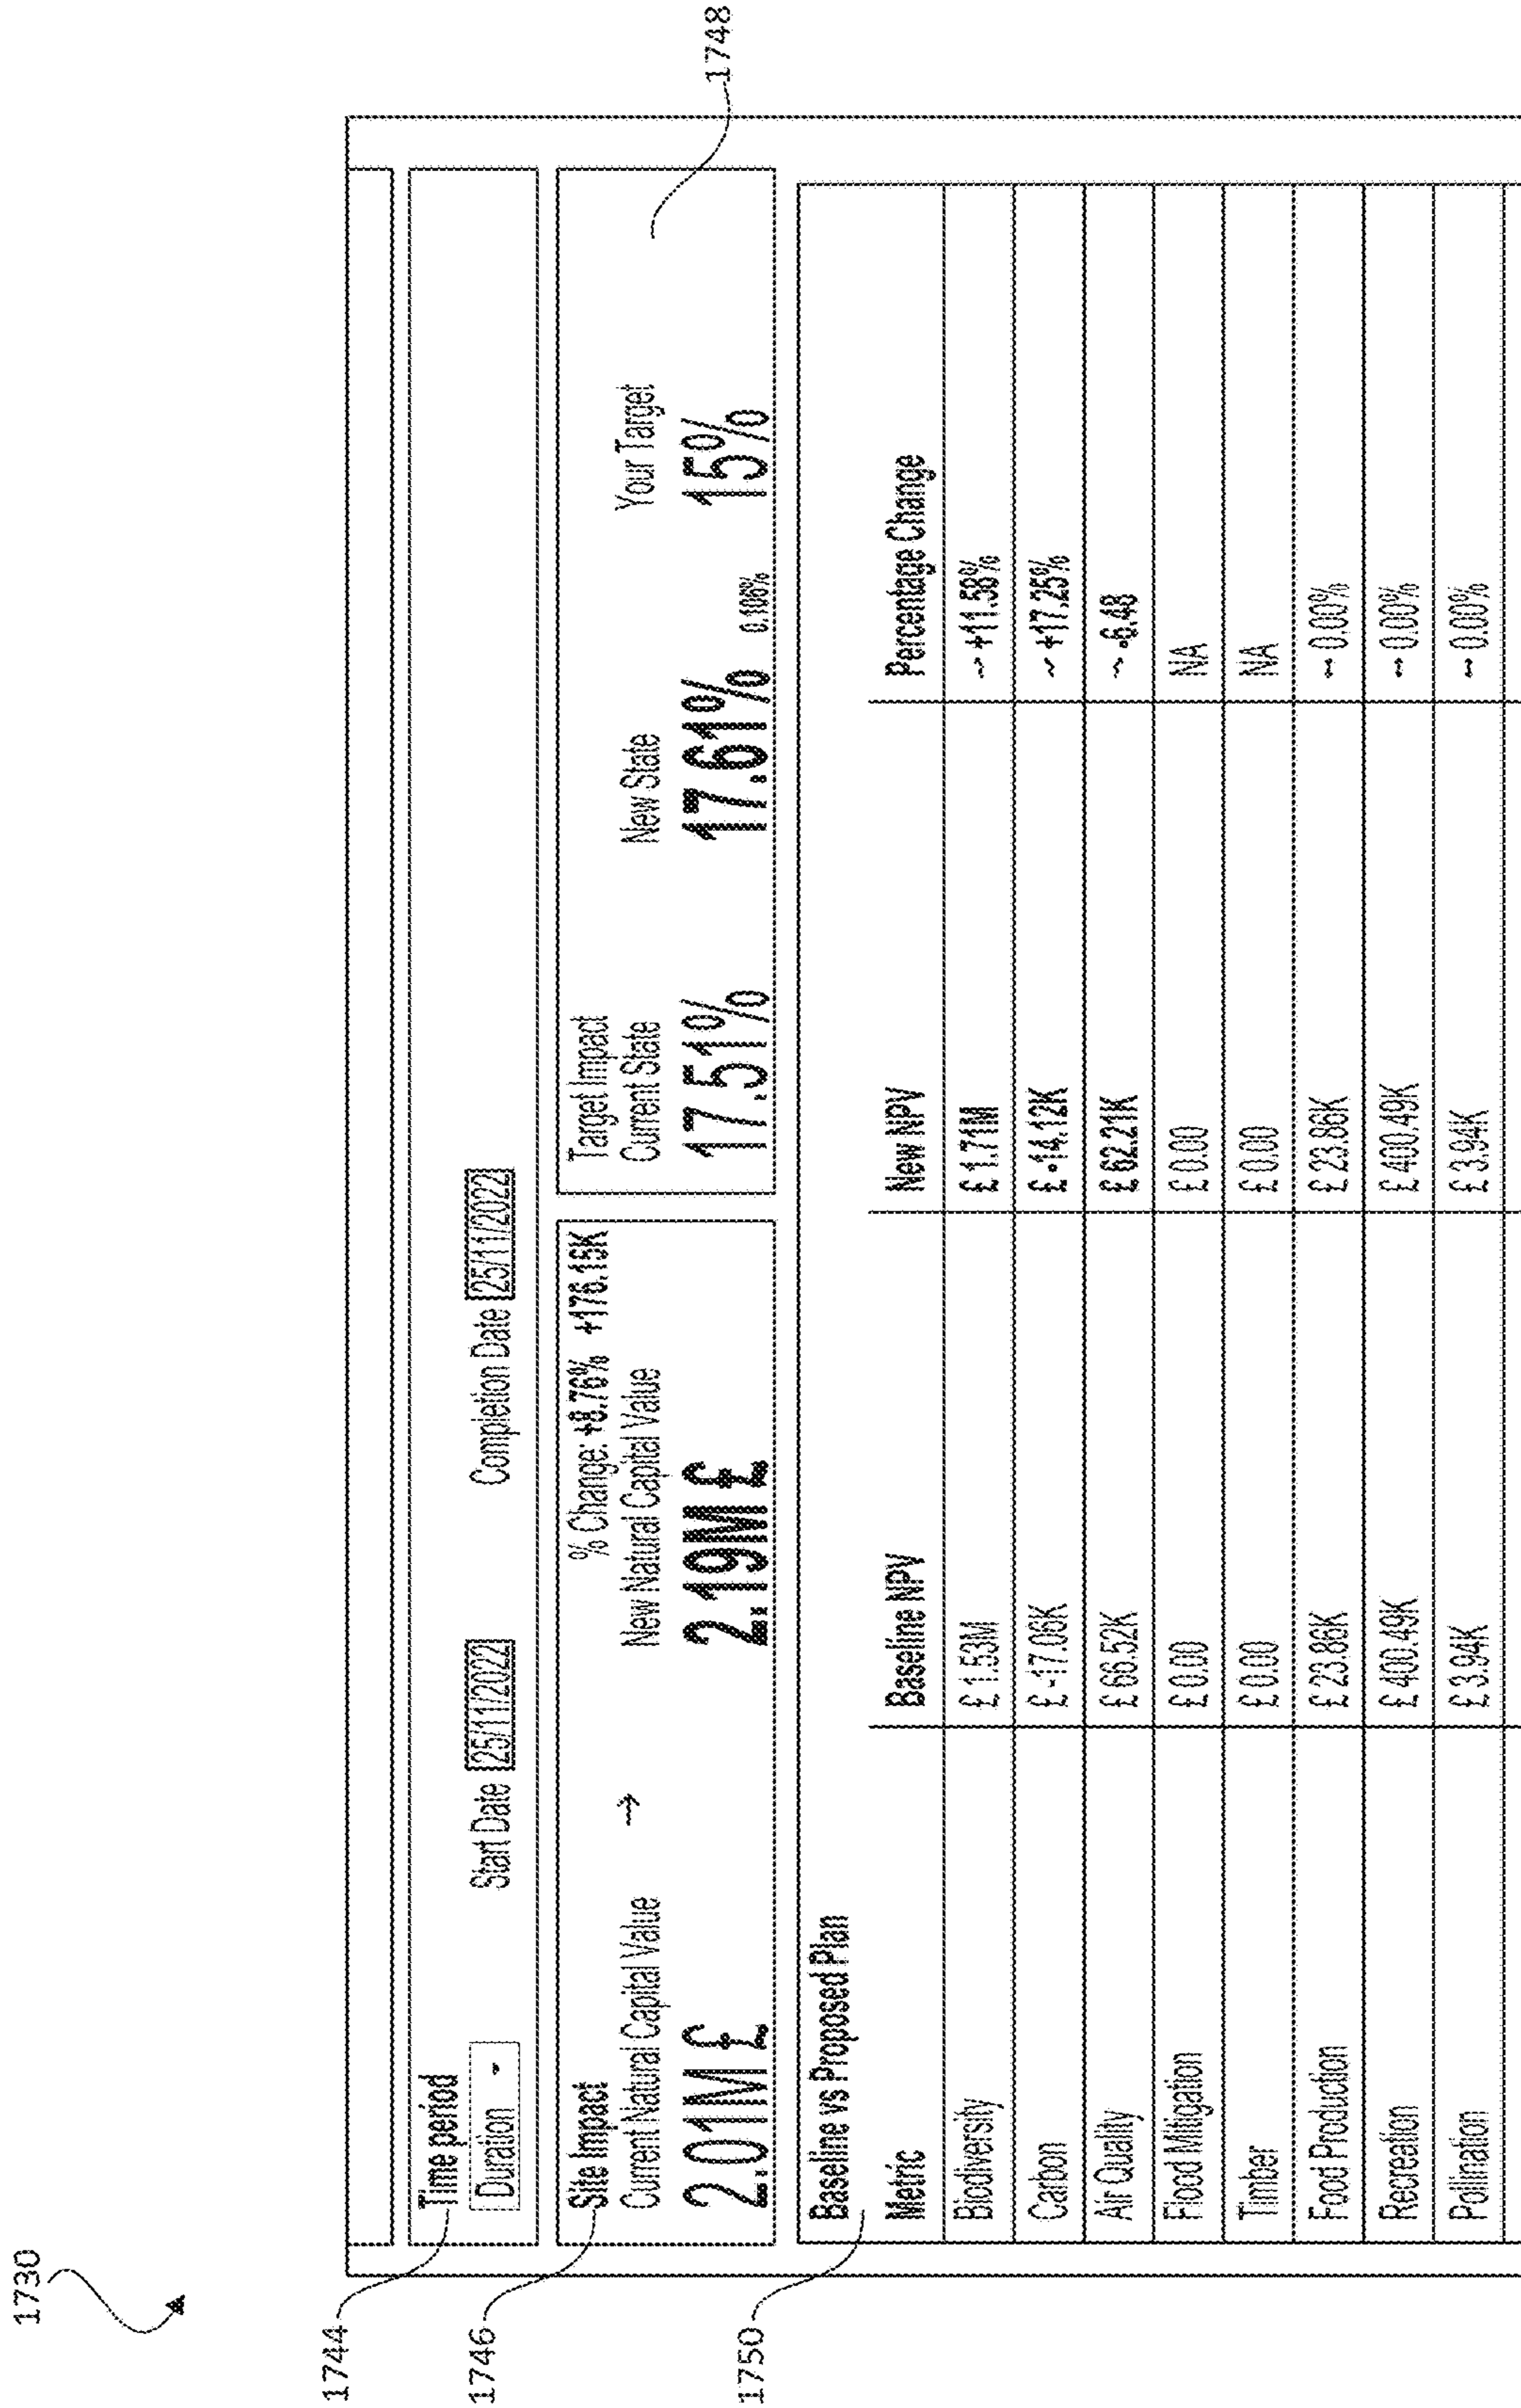 1730
1744
Time period
Duration
Start Date 25/11/2022
Completion Date 25/11/2022
1746
Site Impact
% Change: +8.76% +176.15K
Current Natural Capital Value → New Natural Capital Value
2.01M £ 2.19M £
Target Impact
Current State New State Your Target
17.51% 17.61% 0.106% 15%
1748
1750
Baseline vs Proposed Plan
Metric Baseline NPV New NPV Percentage Change
Biodiversity £ 1.53M £ 1.71M ~ +11.58%
Carbon £ -17.06K £ -14.12K ~ +17.25%
Air Quality £ 66.52K £ 62.21K ~ -6.48
Flood Mitigation £ 0.00 £ 0.00 NA
Timber £ 0.00 £ 0.00 NA
Food Production £ 23.86K £ 23.86K ↔ 0.00%
Recreation £ 400.49K £ 400.49K ↔ 0.00%
Pollination £ 3.94K £ 3.94K ↔ 0.00%